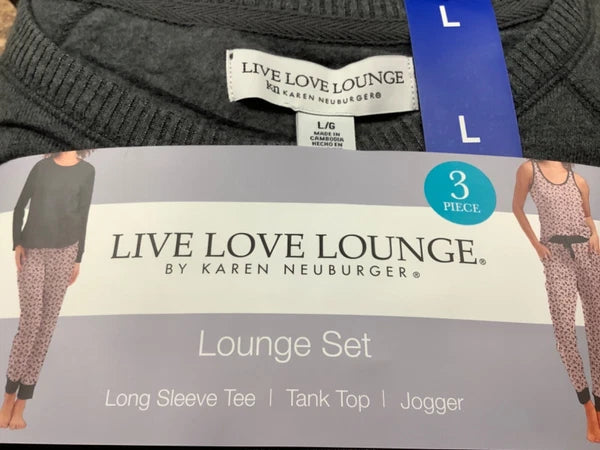 L
LIVE LOVE LOUNGE
kn KAREN NEUBURGER®
L/G
MADE IN
CAMBODIA
HECHO EN
L
3
PIECE
LIVE LOVE LOUNGE®
BY KAREN NEUBURGER®
Lounge Set
Long Sleeve Tee | Tank Top | Jogger